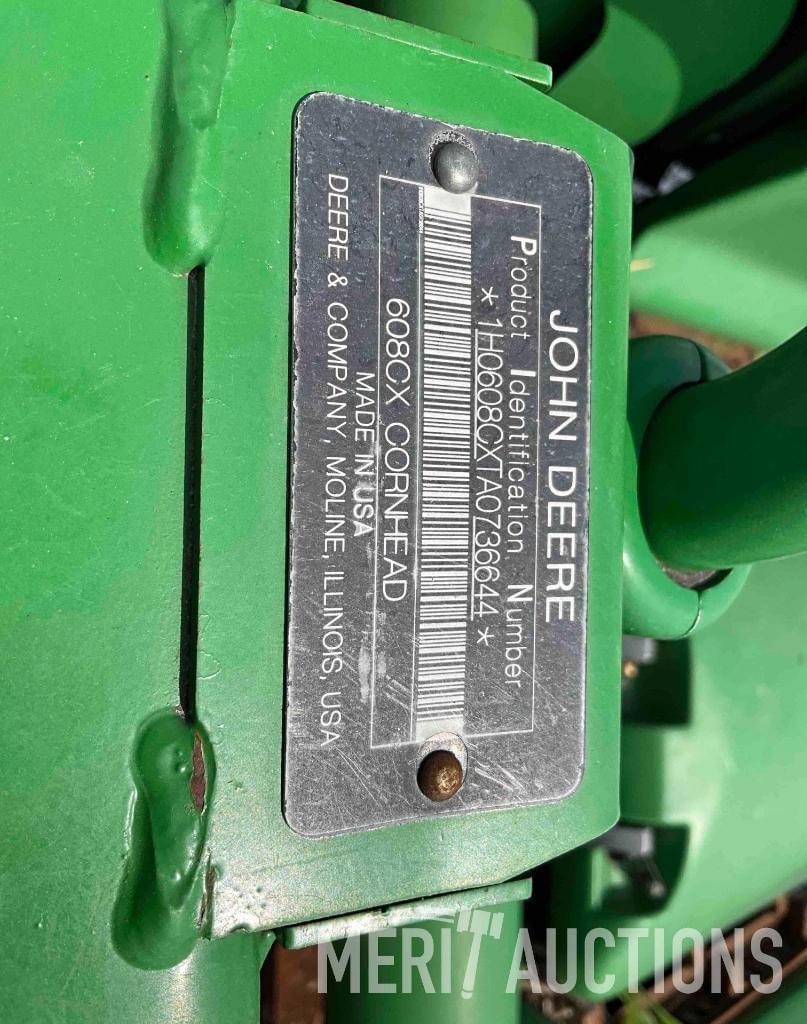 JOHN DEERE
Product Identification Number
*1H0608CXTA0736644*
608CX CORNHEAD
MADE IN USA
DEERE & COMPANY, MOLINE, ILLINOIS, USA
MERIT AUCTIONS